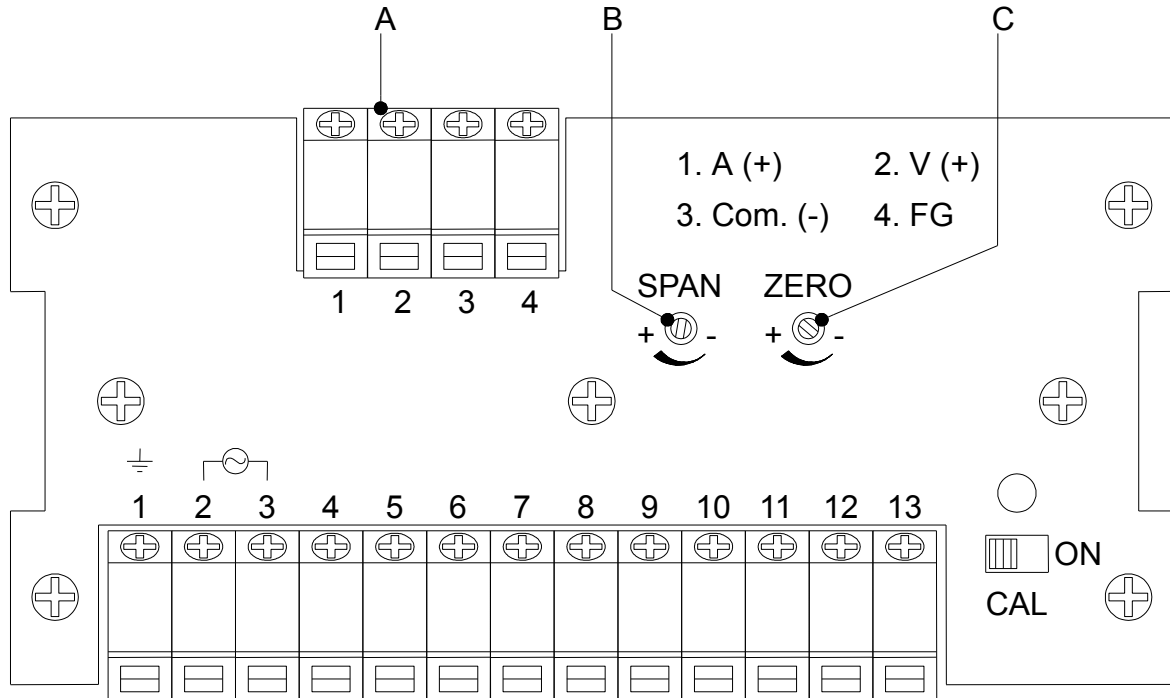 A B C
1. A (+) 2. V (+)
3. Com. (-) 4. FG
1 2 3 4
SPAN ZERO
+ - + -
1 2 3 4 5 6 7 8 9 10 11 12 13
ON
CAL